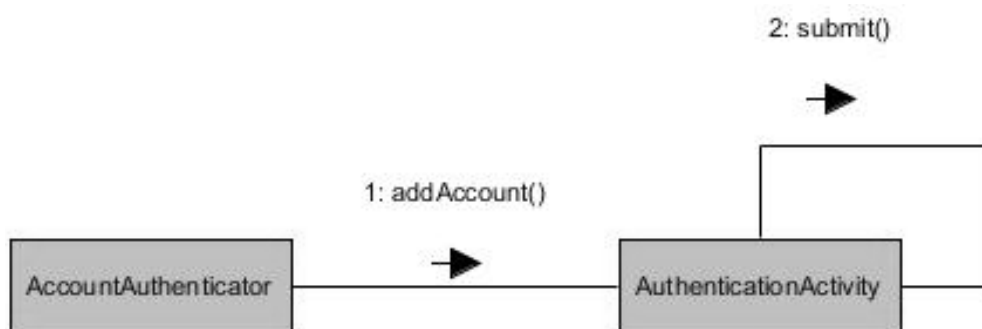 2: submit()
1: addAccount()
AccountAuthenticator
AuthenticationActivity